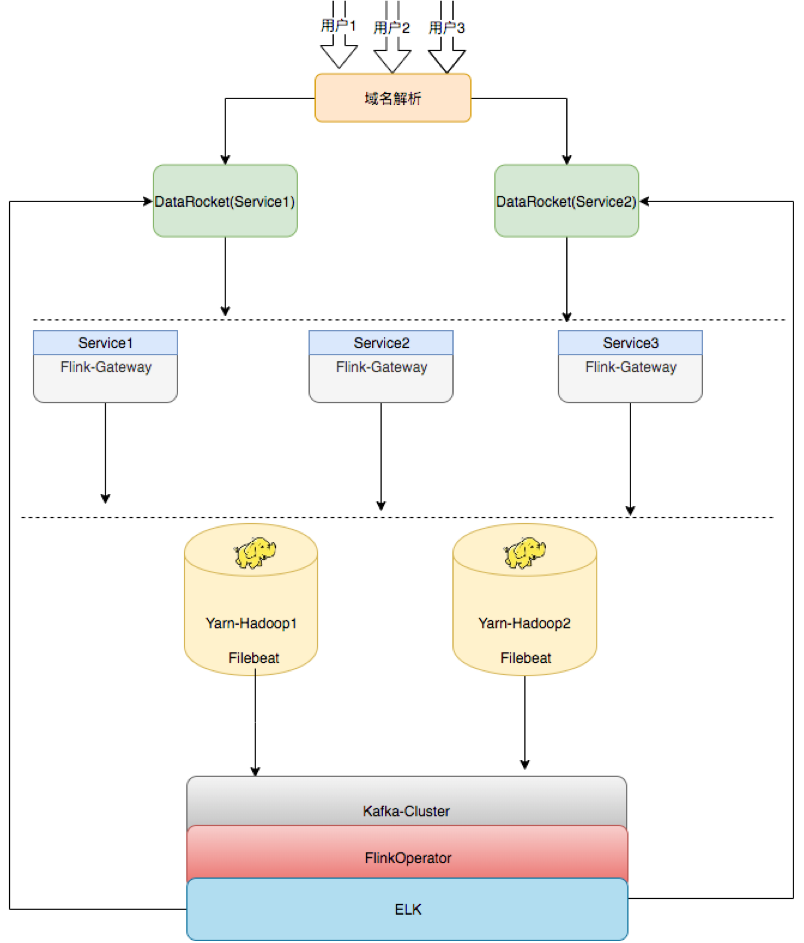 用户1
用户2
用户3
域名解析
DataRocket(Service1)
DataRocket(Service2)
Service1
Flink-Gateway
Service2
Flink-Gateway
Service3
Flink-Gateway
Yarn-Hadoop1
Filebeat
Yarn-Hadoop2
Filebeat
Kafka-Cluster
FlinkOperator
ELK